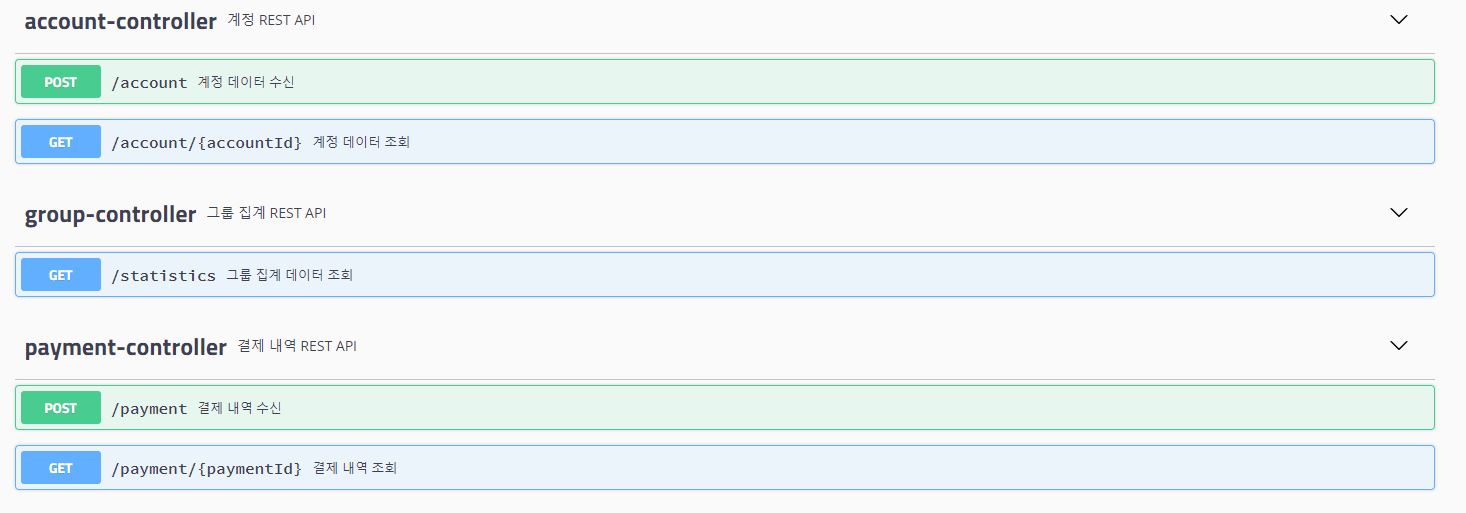 account-controller 계정 REST API
POST /account 계정 데이터 수신
GET /account/{accountId} 계정 데이터 조회
group-controller 그룹 집계 REST API
GET /statistics 그룹 집계 데이터 조회
payment-controller 결제 내역 REST API
POST /payment 결제 내역 수신
GET /payment/{paymentId} 결제 내역 조회